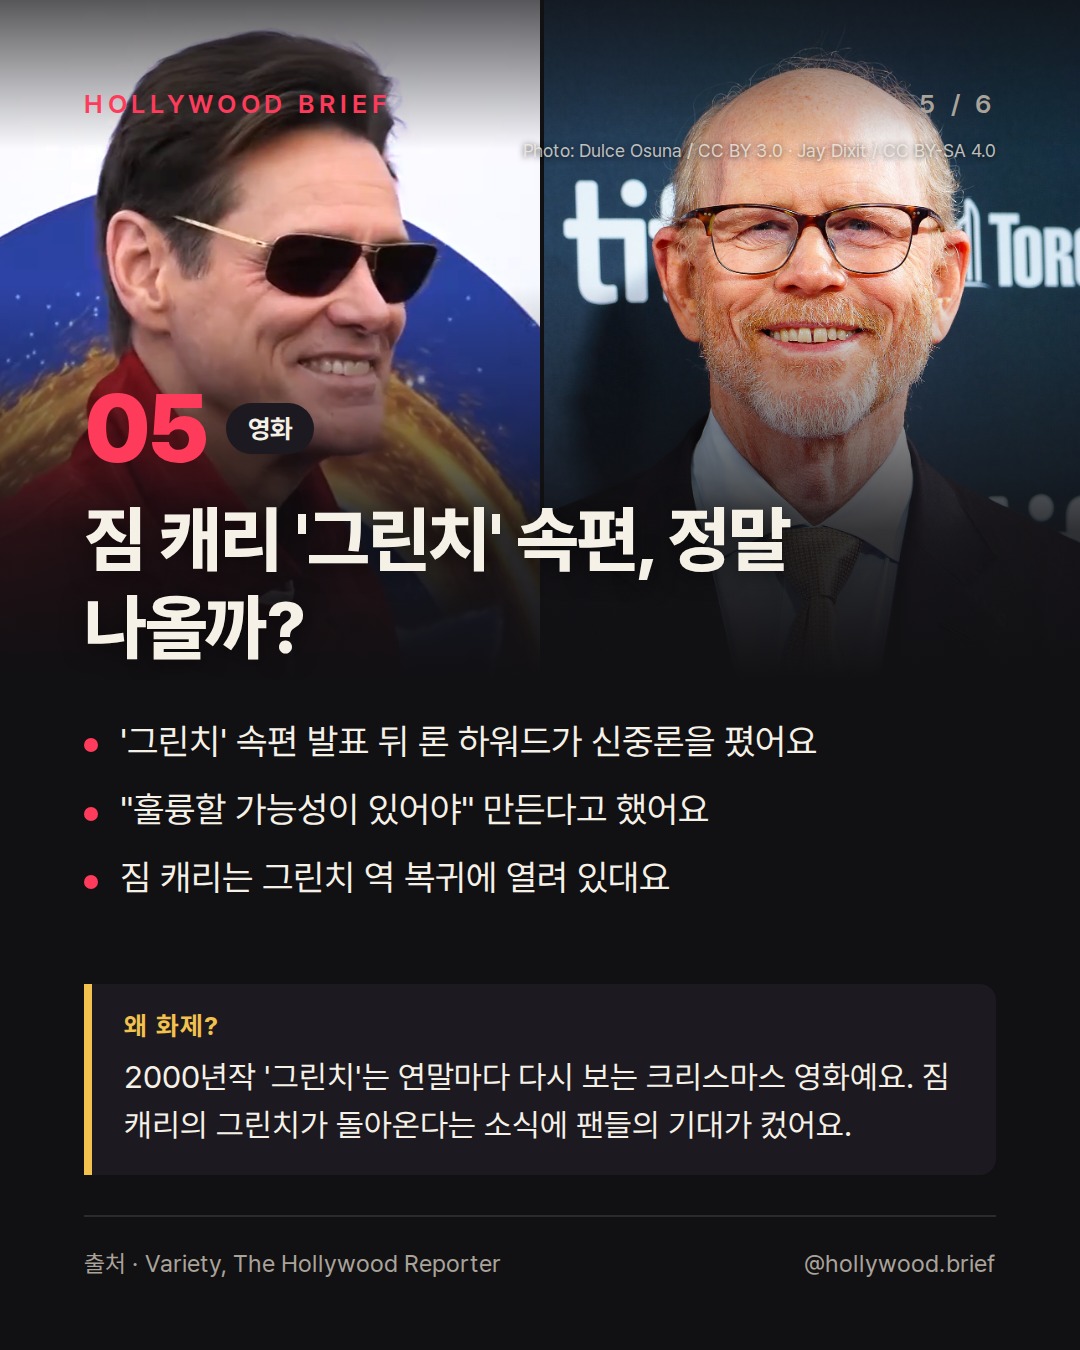 HOLLYWOOD BRIEF
5 / 6
Photo: Dulce Osuna / CC BY 3.0 · Jay Dixit / CC BY-SA 4.0
05
영화
짐 캐리 '그린치' 속편, 정말
나올까?
'그린치' 속편 발표 뒤 론 하워드가 신중론을 폈어요
"훌륭할 가능성이 있어야" 만든다고 했어요
짐 캐리는 그린치 역 복귀에 열려 있대요
왜 화제?
2000년작 '그린치'는 연말마다 다시 보는 크리스마스 영화예요. 짐
캐리의 그린치가 돌아온다는 소식에 팬들의 기대가 컸어요.
출처 · Variety, The Hollywood Reporter
@hollywood.brief